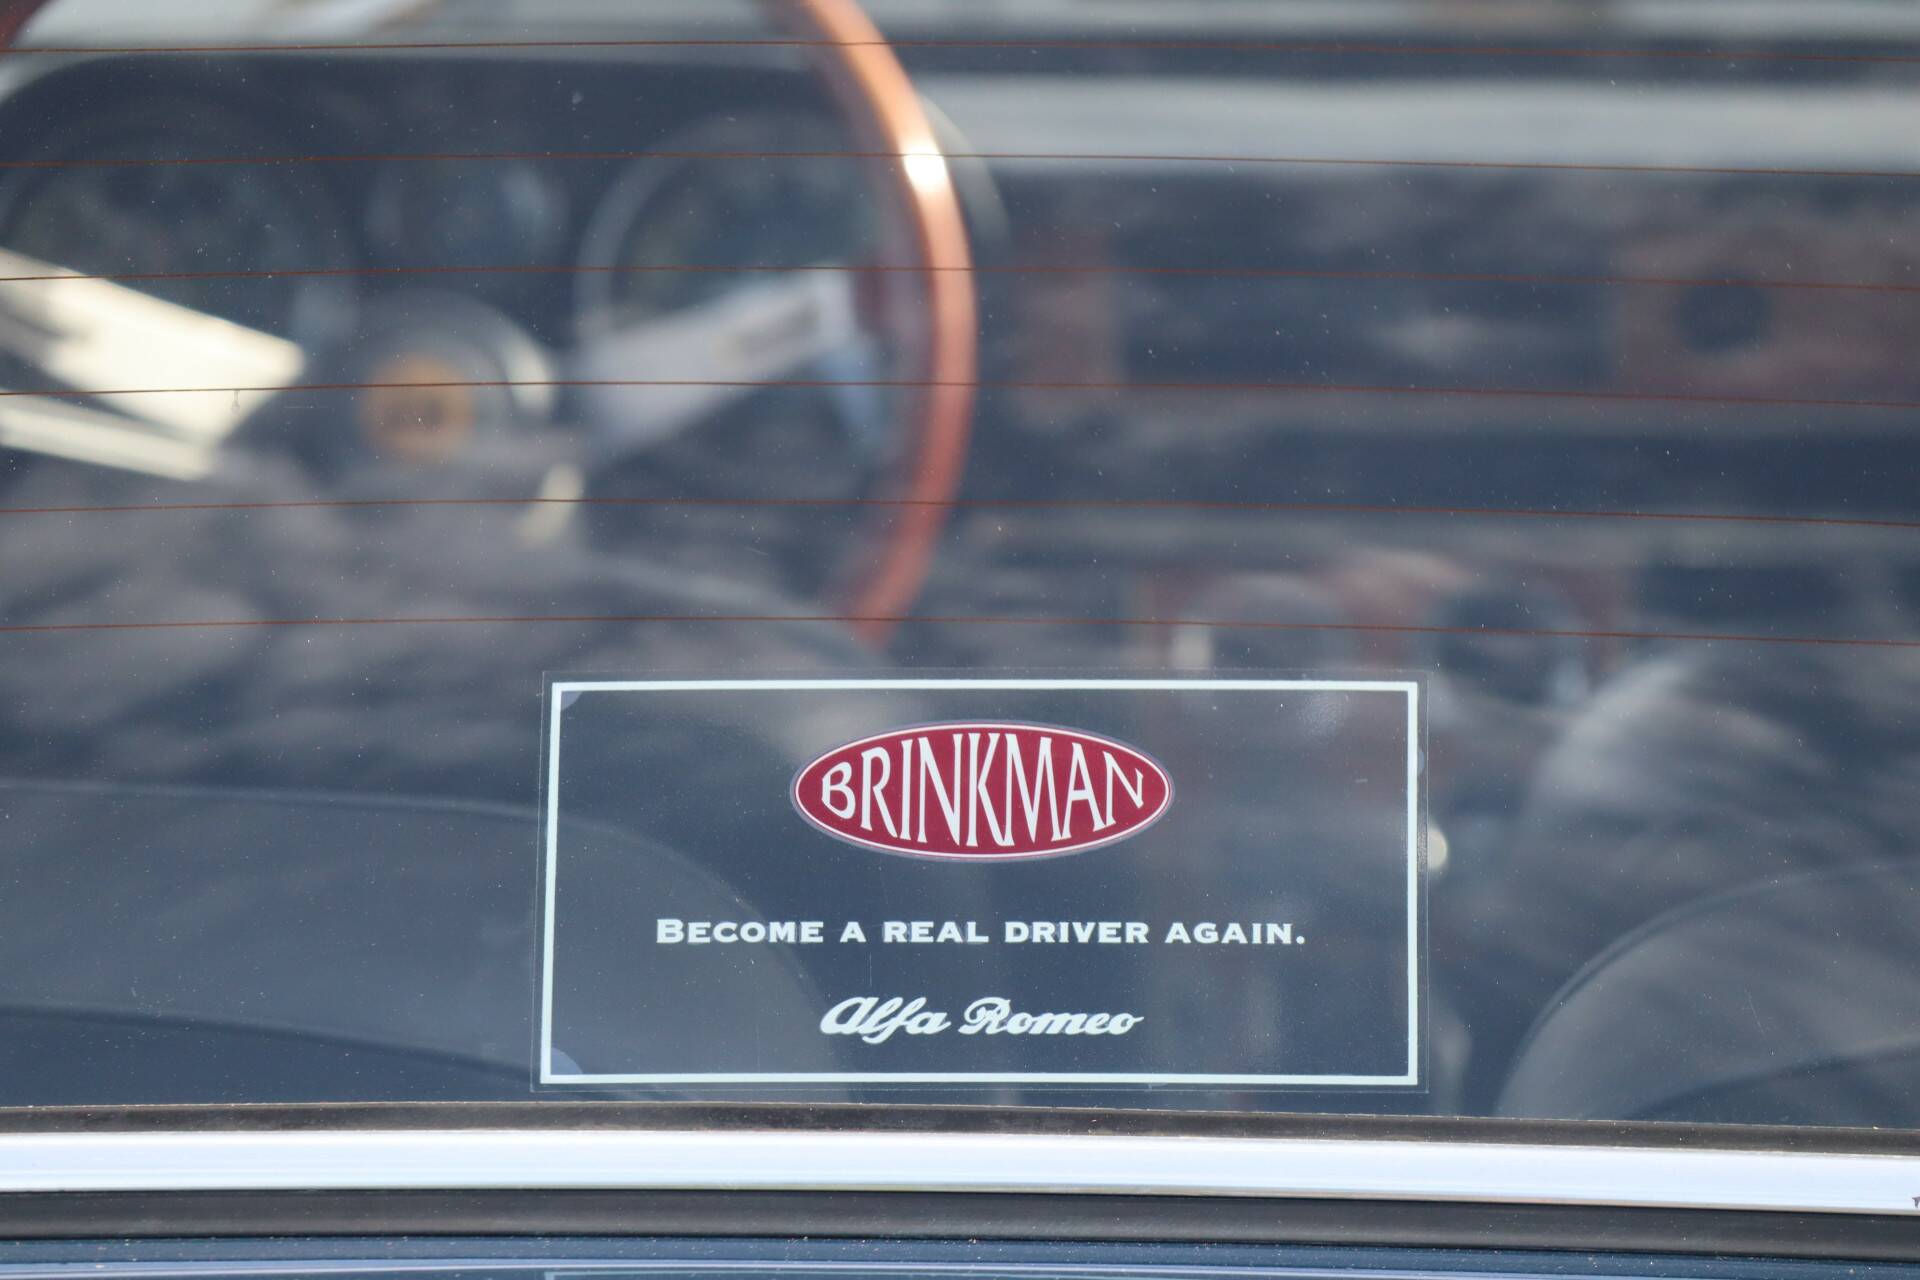 BRINKMAN
BECOME A REAL DRIVER AGAIN.
Alfa Romeo